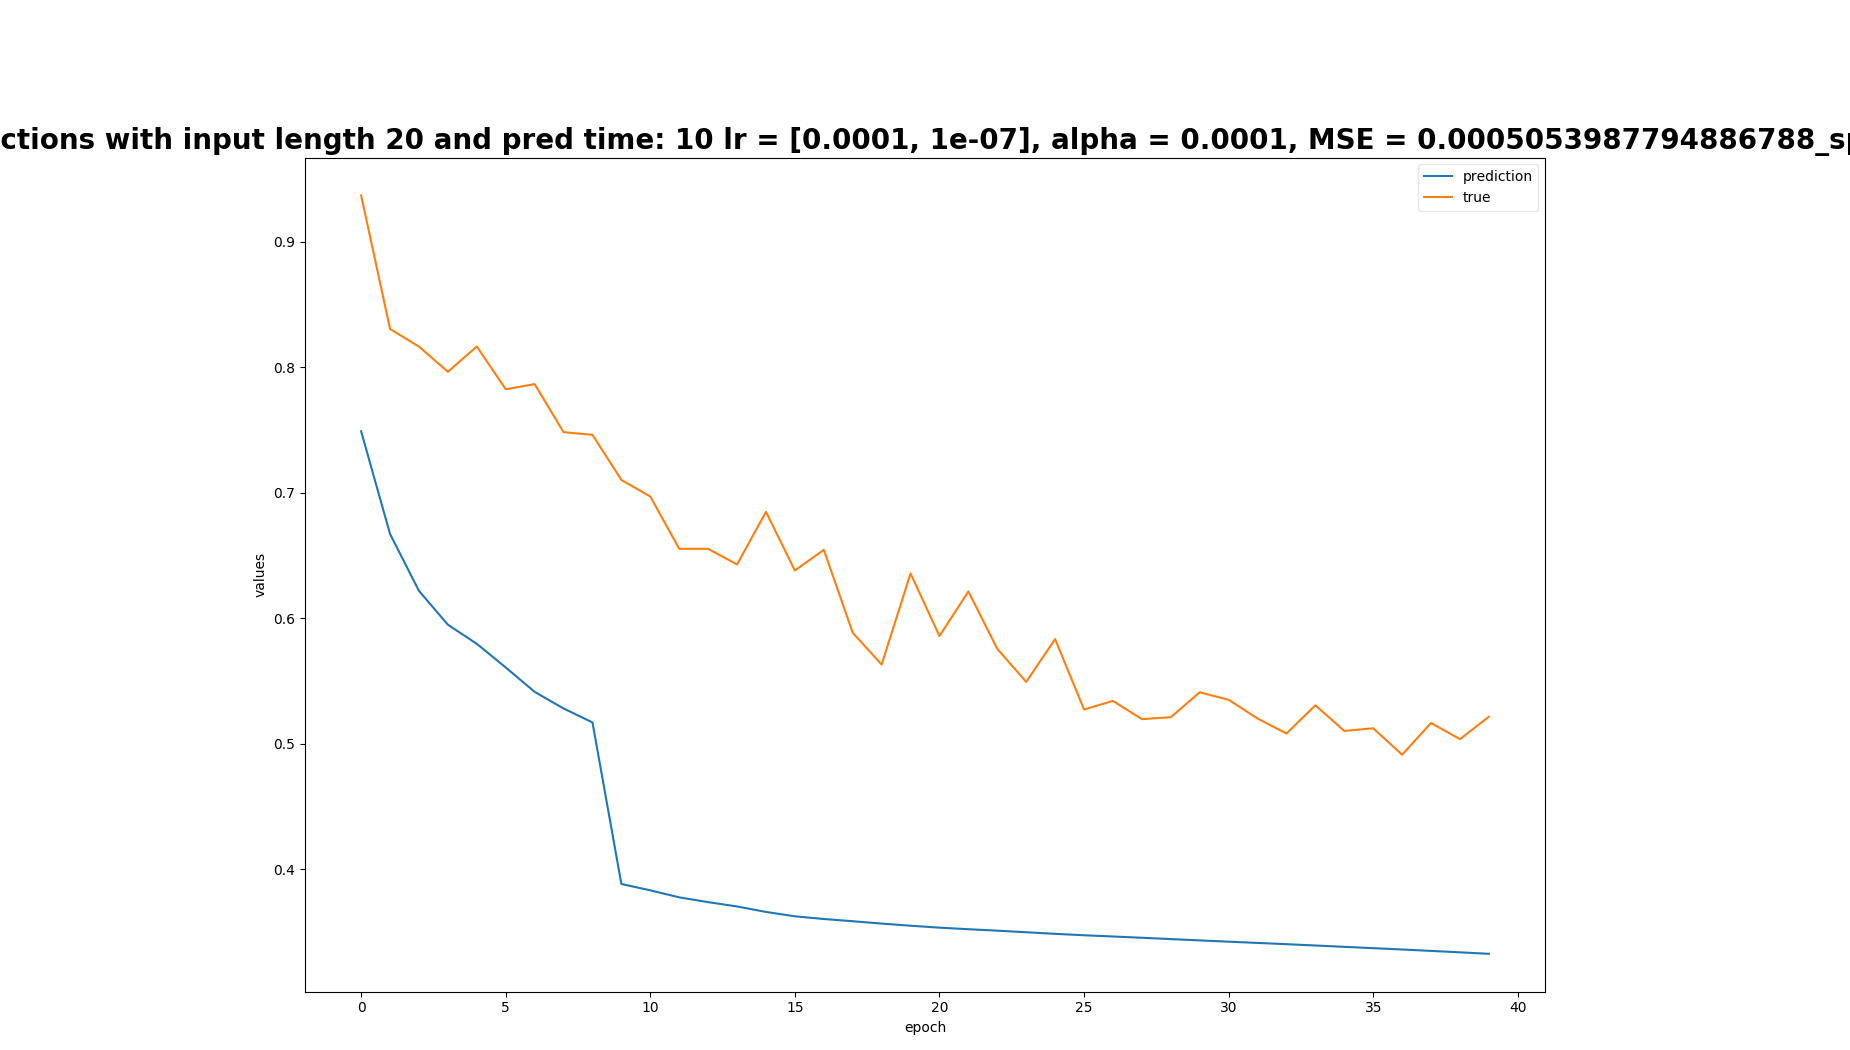 ctions with input length 20 and pred time: 10 lr = [0.0001, 1e-07], alpha = 0.0001, MSE = 0.0005053987794886788_sp
prediction
true
0.9
0.8
0.7
0.6
0.5
0.4
values
0 5 10 15 20 25 30 35 40
epoch